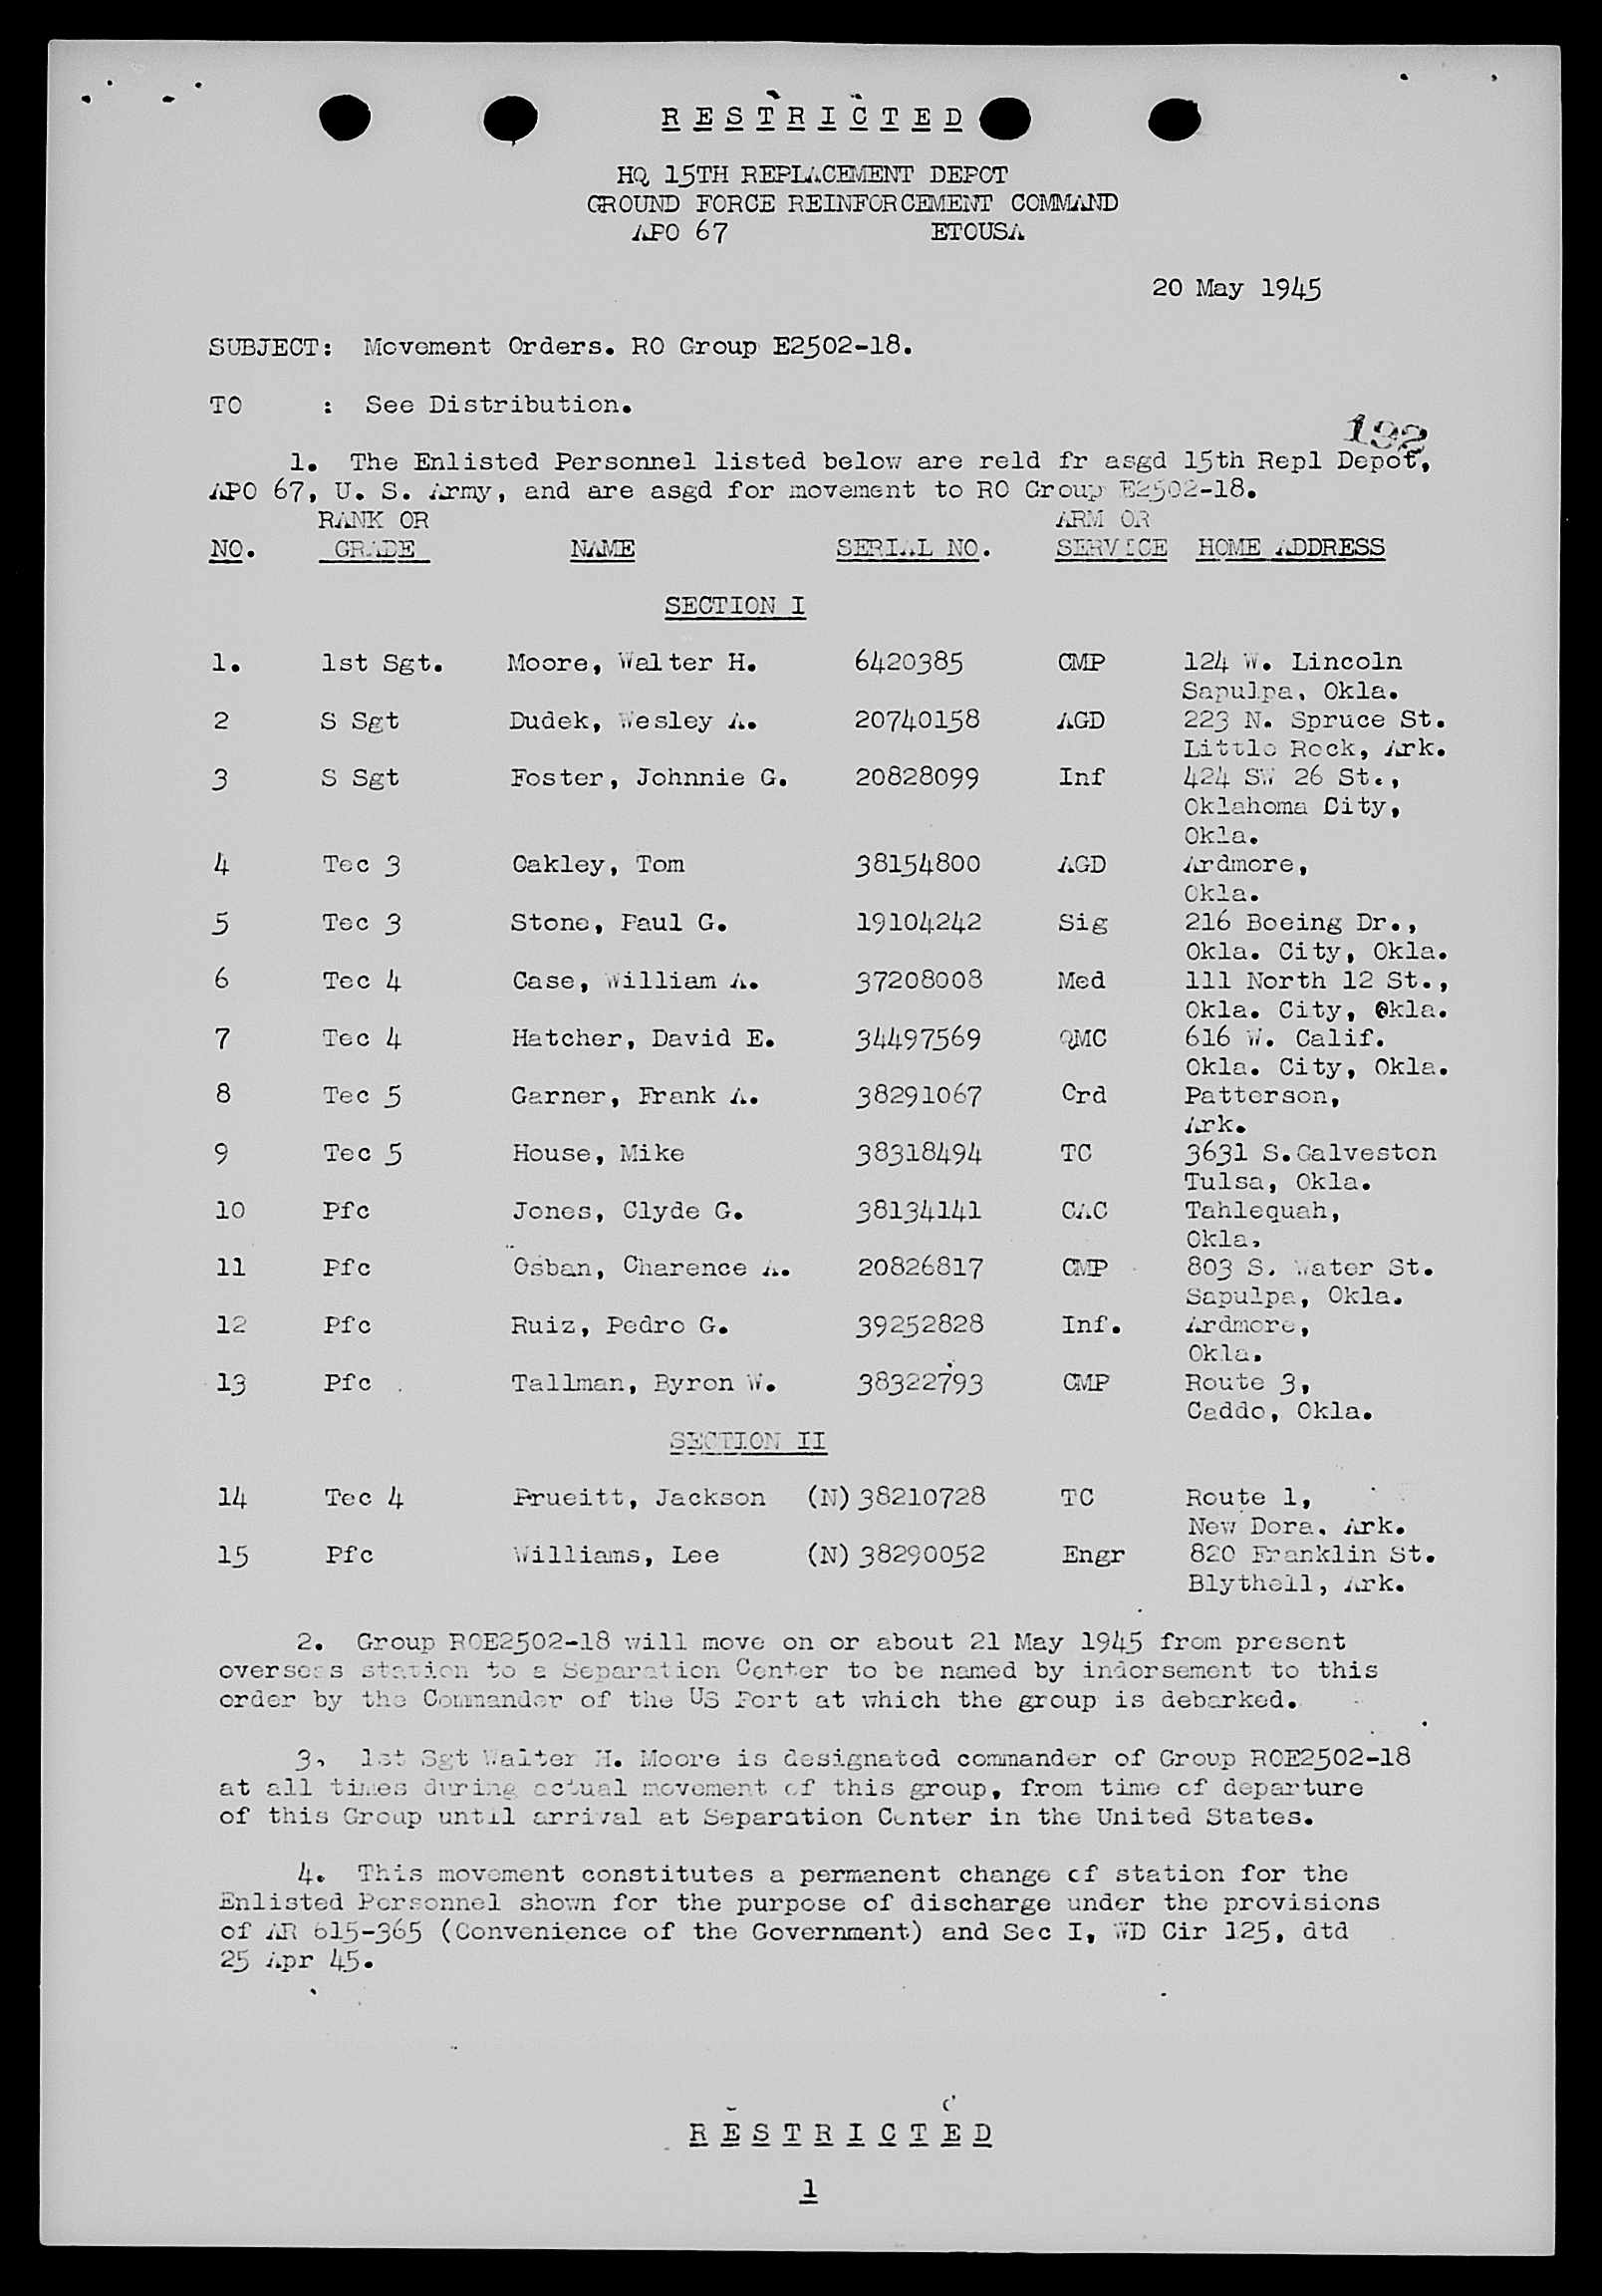 RESTRICTED
HQ 15TH REPLACEMENT DEPOT
GROUND FORCE REINFORCEMENT COMMAND
APO 67 ETOUSA
20 May 1945
SUBJECT: Movement Orders. RO Group E2502-18.
TO : See Distribution.
192
1. The Enlisted Personnel listed below are reld fr asgd 15th Repl Depot,
APO 67, U. S. Army, and are asgd for movement to RO Group E2502-18.
RANK OR ARM OR
NO. GRADE NAME SERIAL NO. SERVICE HOME ADDRESS
SECTION I
1. 1st Sgt. Moore, Walter H. 6420385 CMP 124 W. Lincoln
Sapulpa, Okla.
2 S Sgt Dudek, Wesley A. 20740158 AGD 223 N. Spruce St.
Little Rock, Ark.
3 S Sgt Foster, Johnnie G. 20828099 Inf 424 SW 26 St.,
Oklahoma City,
Okla.
4 Tec 3 Oakley, Tom 38154800 AGD Ardmore,
Okla.
5 Tec 3 Stone, Paul G. 19104242 Sig 216 Boeing Dr.,
Okla. City, Okla.
6 Tec 4 Case, William A. 37208008 Med 111 North 12 St.,
Okla. City, Okla.
7 Tec 4 Hatcher, David E. 34497569 QMC 616 W. Calif.
Okla. City, Okla.
8 Tec 5 Garner, Frank A. 38291067 Ord Patterson,
Ark.
9 Tec 5 House, Mike 38318494 TC 3631 S.Galveston
Tulsa, Okla.
10 Pfc Jones, Clyde G. 38134141 CAC Tahlequah,
Okla.
11 Pfc Osban, Charence A. 20826817 CMP 803 S. Water St.
Sapulpa, Okla.
12 Pfc Ruiz, Pedro G. 39252828 Inf. Ardmore,
Okla.
13 Pfc Tallman, Byron W. 38322793 CMP Route 3,
Caddo, Okla.
SECTION II
14 Tec 4 Prueitt, Jackson (N) 38210728 TC Route 1,
New Dora, Ark.
15 Pfc Williams, Lee (N) 38290052 Engr 820 Franklin St.
Blythell, Ark.
2. Group ROE2502-18 will move on or about 21 May 1945 from present
overseas station to a Separation Center to be named by indorsement to this
order by the Commander of the US Port at which the group is debarked.
3. 1st Sgt Walter H. Moore is designated commander of Group ROE2502-18
at all times during actual movement of this group, from time of departure
of this Group until arrival at Separation Center in the United States.
4. This movement constitutes a permanent change of station for the
Enlisted Personnel shown for the purpose of discharge under the provisions
of AR 615-365 (Convenience of the Government) and Sec I, WD Cir 125, dtd
25 Apr 45.
RESTRICTED
1